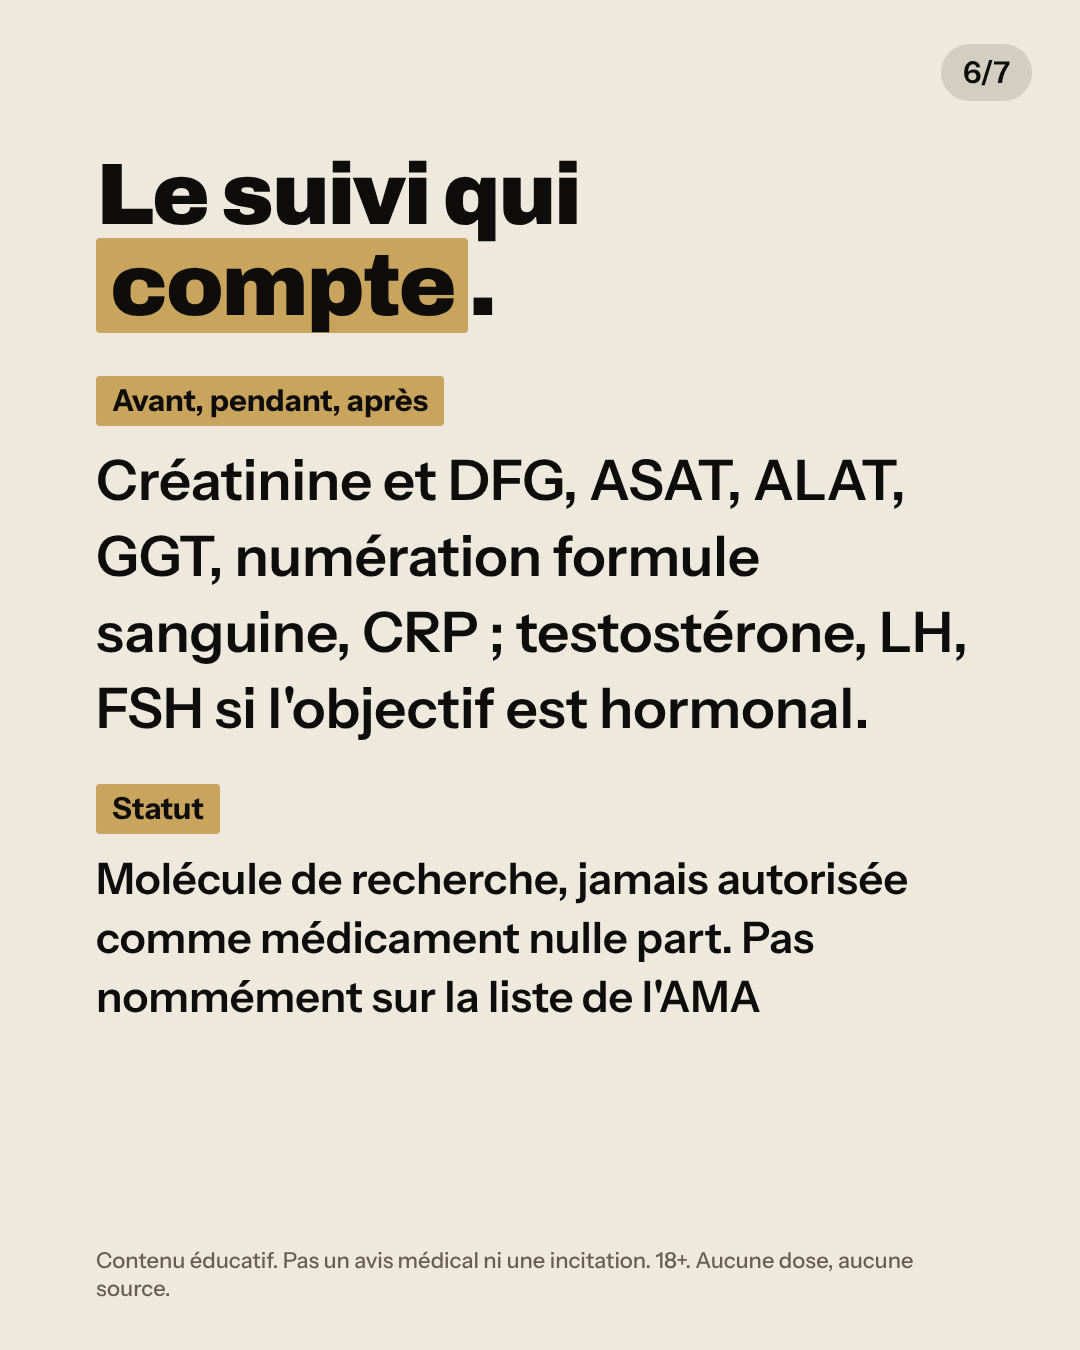 6/7
Le suivi qui
compte.
Avant, pendant, après
Créatinine et DFG, ASAT, ALAT,
GGT, numération formule
sanguine, CRP ; testostérone, LH,
FSH si l'objectif est hormonal.
Statut
Molécule de recherche, jamais autorisée
comme médicament nulle part. Pas
nommément sur la liste de l'AMA
Contenu éducatif. Pas un avis médical ni une incitation. 18+. Aucune dose, aucune
source.